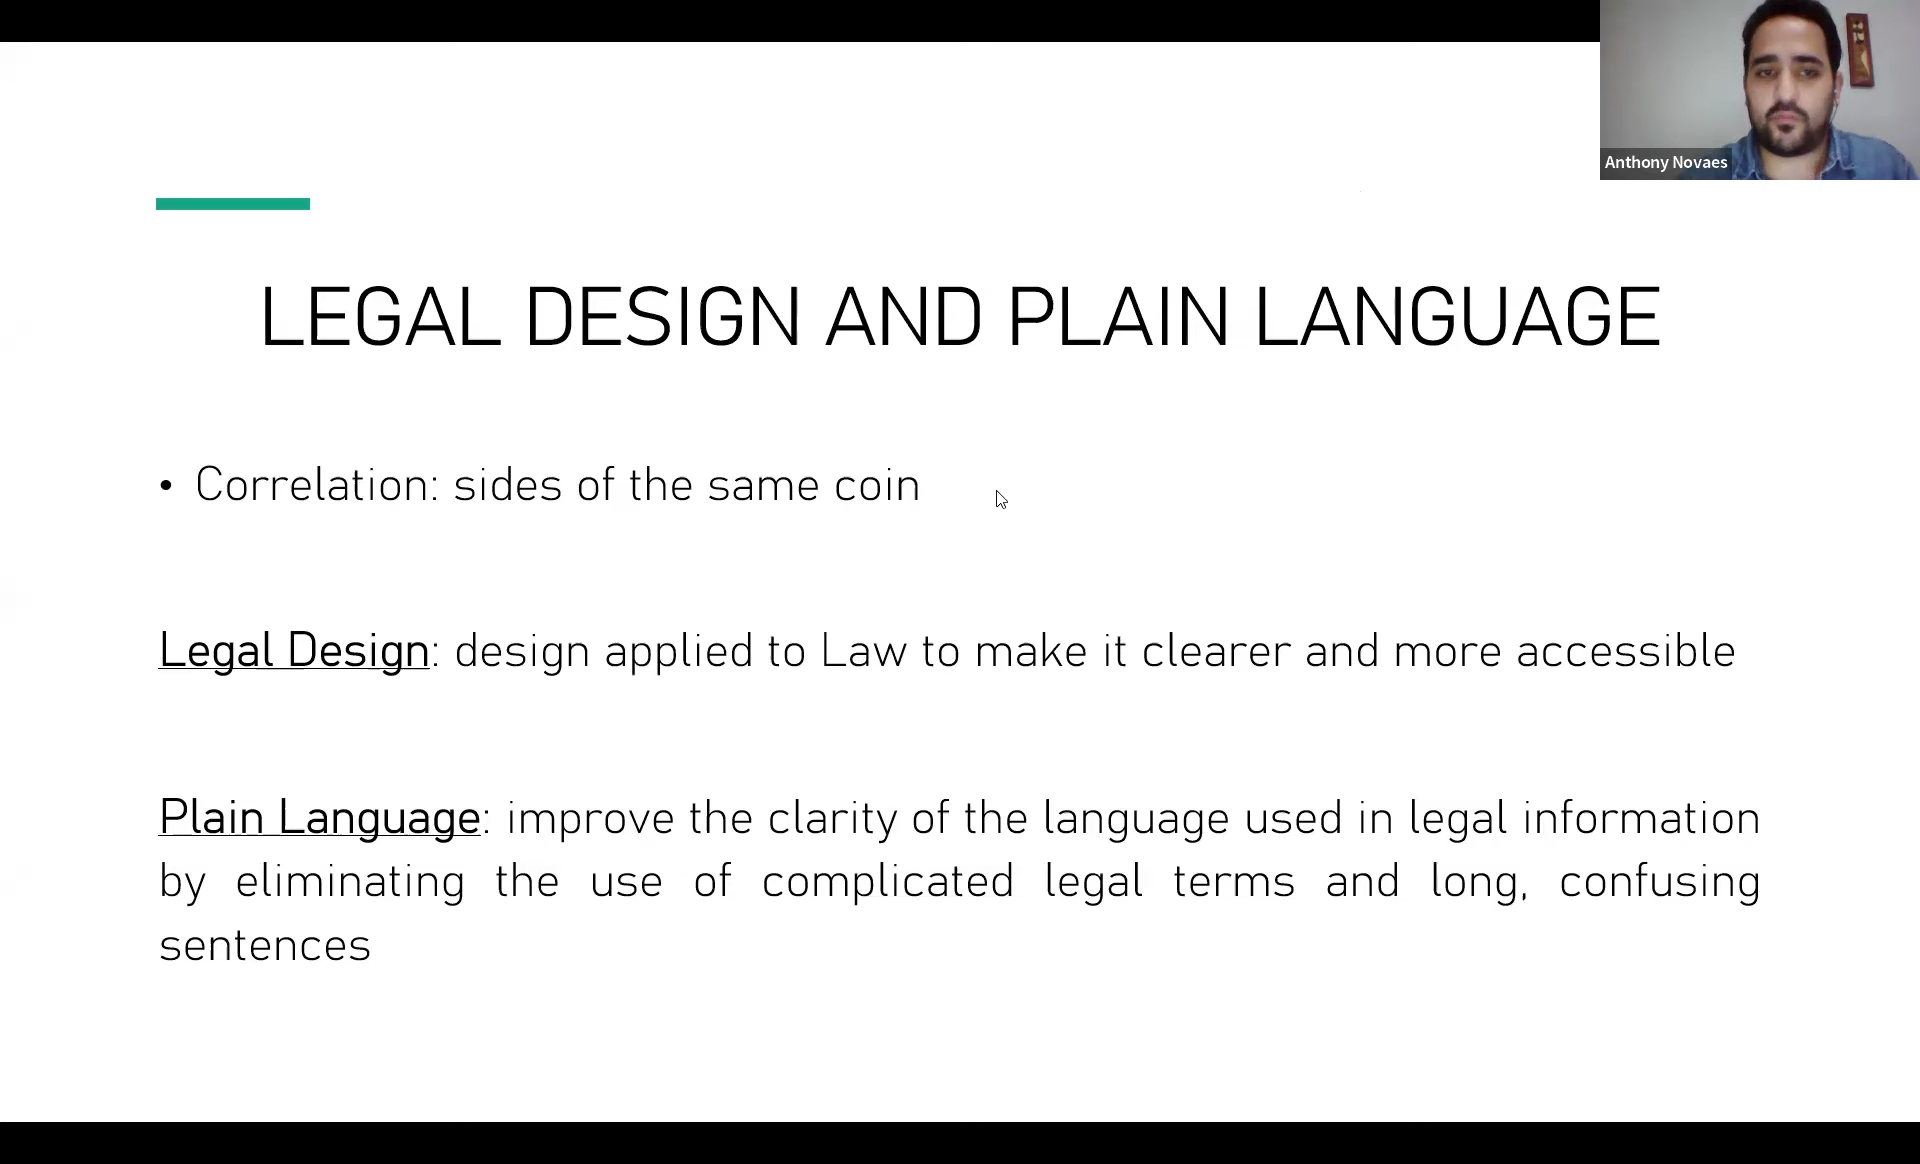 Anthony Novaes
LEGAL DESIGN AND PLAIN LANGUAGE
• Correlation: sides of the same coin
Legal Design: design applied to Law to make it clearer and more accessible
Plain Language: improve the clarity of the language used in legal information
by eliminating the use of complicated legal terms and long, confusing
sentences